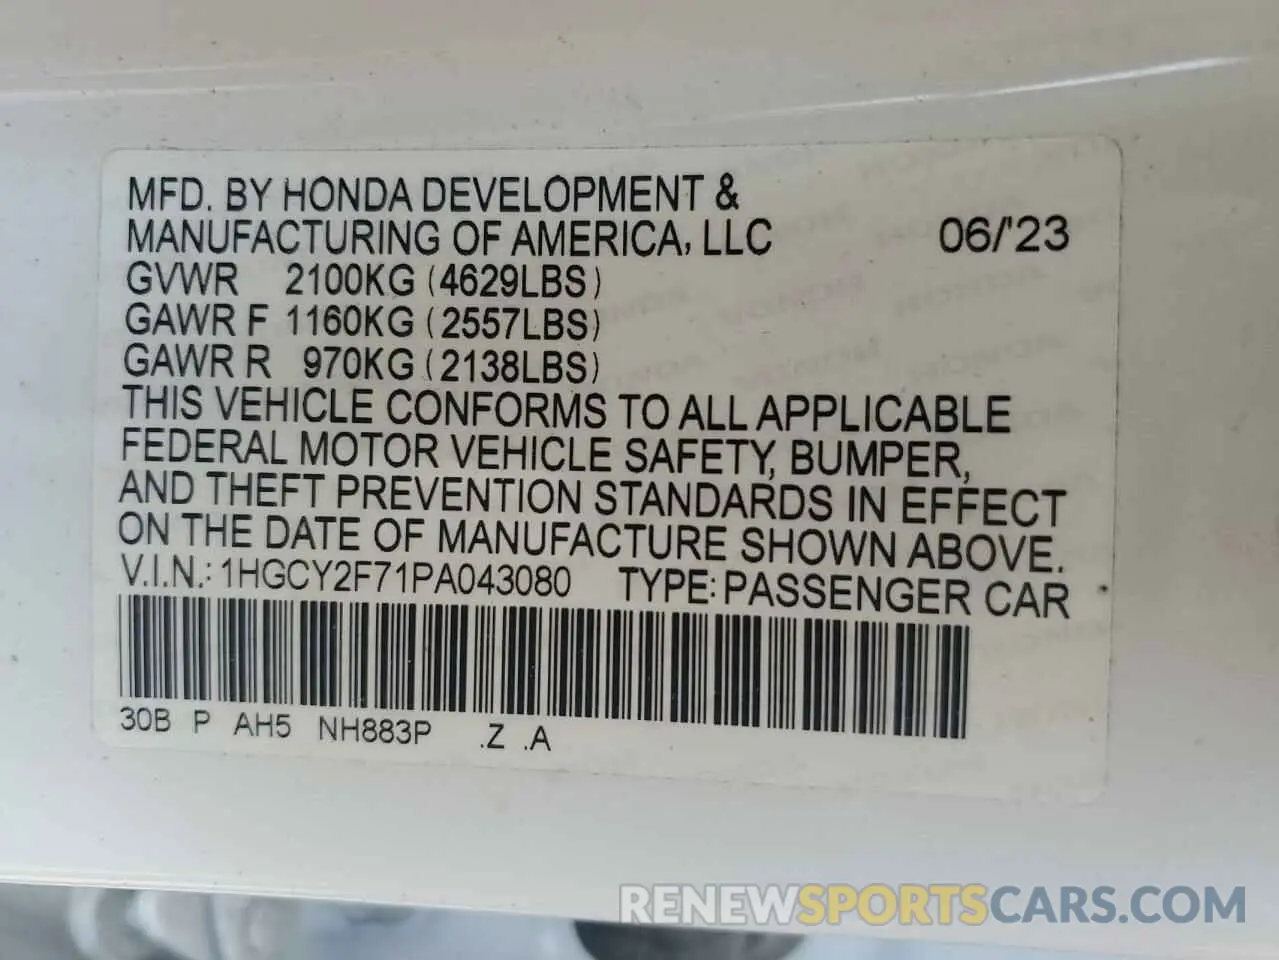 MFD. BY HONDA DEVELOPMENT &
MANUFACTURING OF AMERICA, LLC 06/'23
GVWR 2100KG (4629LBS)
GAWR F 1160KG (2557LBS)
GAWR R 970KG (2138LBS)
THIS VEHICLE CONFORMS TO ALL APPLICABLE
FEDERAL MOTOR VEHICLE SAFETY, BUMPER,
AND THEFT PREVENTION STANDARDS IN EFFECT
ON THE DATE OF MANUFACTURE SHOWN ABOVE.
V.I.N.: 1HGCY2F71PA043080 TYPE: PASSENGER CAR
30B P AH5 NH883P .Z .A
RENEWSPORTSCARS.COM